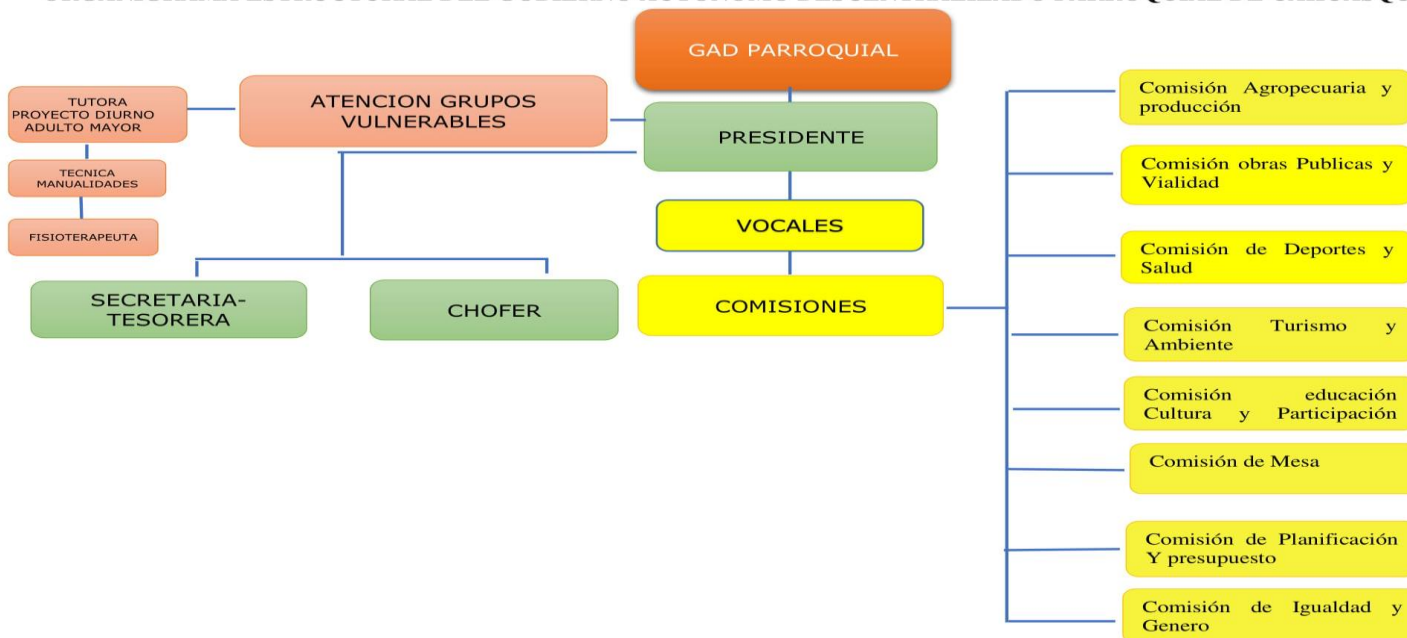 GAD PARROQUIAL
ATENCION GRUPOS
VULNERABLES
TUTORA
PROYECTO DIURNO
ADULTO MAYOR
TECNICA
MANUALIDADES
FISIOTERAPEUTA
PRESIDENTE
VOCALES
SECRETARIA-
TESORERA
CHOFER
COMISIONES
Comisión Agropecuaria y
producción
Comisión obras Publicas y
Vialidad
Comisión de Deportes y
Salud
Comisión Turismo y
Ambiente
Comisión educación
Cultura y Participación
Comisión de Mesa
Comisión de Planificación
Y presupuesto
Comisión de Igualdad y
Genero